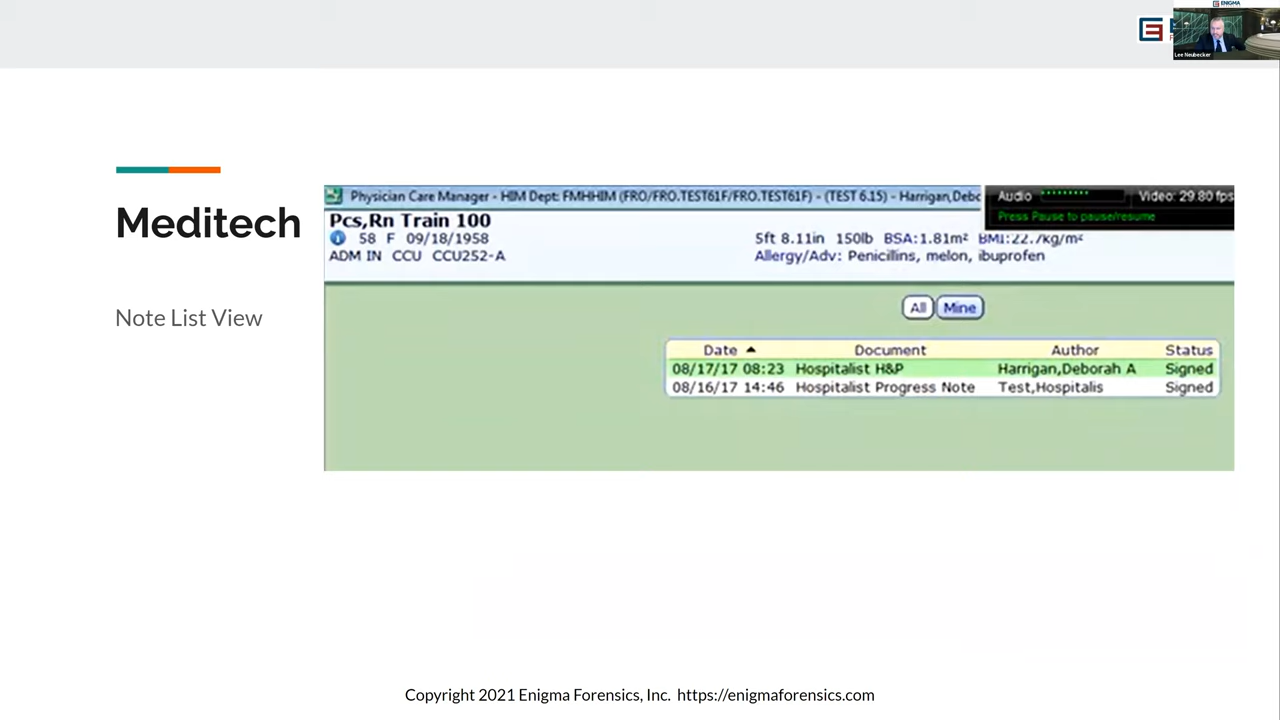 ENIGMA
Lee Neubecker
Meditech
Note List View
Physician Care Manager - HIM Dept: FMHHIM (FRO/FRO.TEST61F/FRO.TEST61F) - (TEST 6.15) - Harrigan,Debo
Audio Video: 29.80 fps
Press Pause to pause/resume
Pcs,Rn Train 100
58 F 09/18/1958
5ft 8.11in 150lb BSA:1.81m² BMI:22.7kg/m²
ADM IN CCU CCU252-A
Allergy/Adv: Penicillins, melon, ibuprofen
All Mine
Date Document Author Status
08/17/17 08:23 Hospitalist H&P Harrigan,Deborah A Signed
08/16/17 14:46 Hospitalist Progress Note Test,Hospitalis Signed
Copyright 2021 Enigma Forensics, Inc. https://enigmaforensics.com